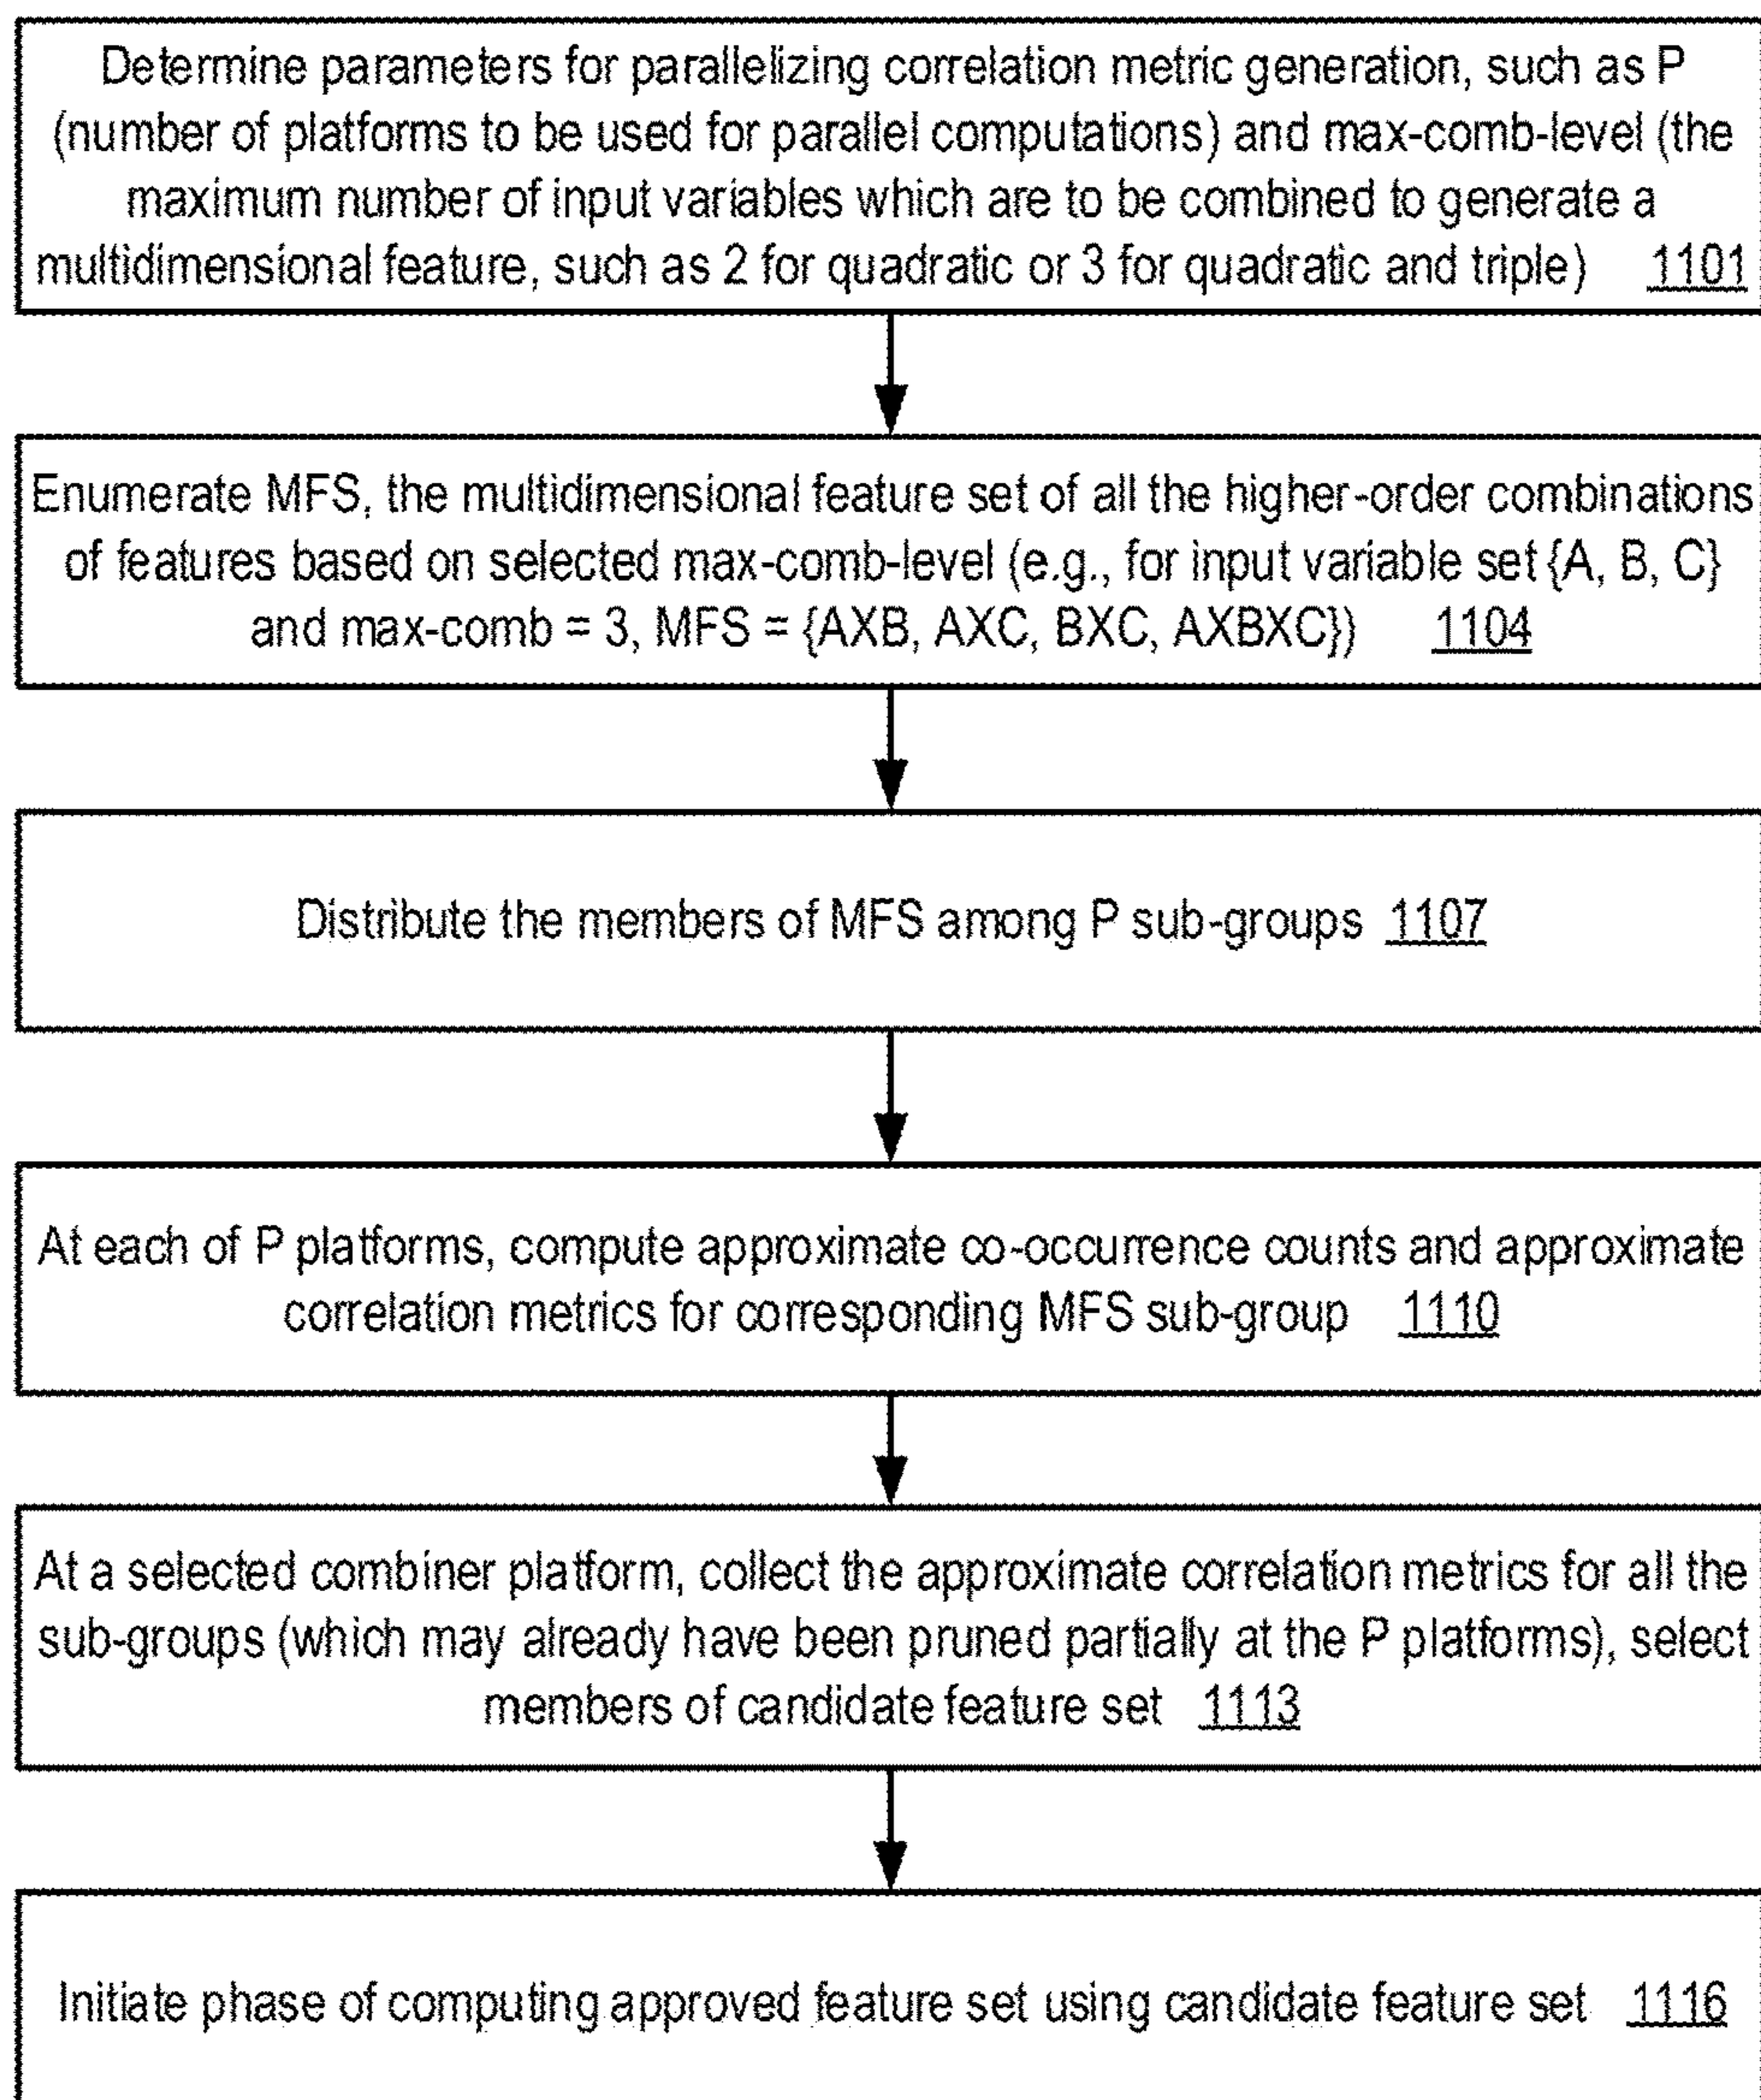 Determine parameters for parallelizing correlation metric generation, such as P
(number of platforms to be used for parallel computations) and max-comb-level (the
maximum number of input variables which are to be combined to generate a
multidimensional feature, such as 2 for quadratic or 3 for quadratic and triple) 1101
Enumerate MFS, the multidimensional feature set of all the higher-order combinations
of features based on selected max-comb-level (e.g., for input variable set {A, B, C}
and max-comb = 3, MFS = {AXB, AXC, BXC, AXBXC}) 1104
Distribute the members of MFS among P sub-groups 1107
At each of P platforms, compute approximate co-occurrence counts and approximate
correlation metrics for corresponding MFS sub-group 1110
At a selected combiner platform, collect the approximate correlation metrics for all the
sub-groups (which may already have been pruned partially at the P platforms), select
members of candidate feature set 1113
Initiate phase of computing approved feature set using candidate feature set 1116